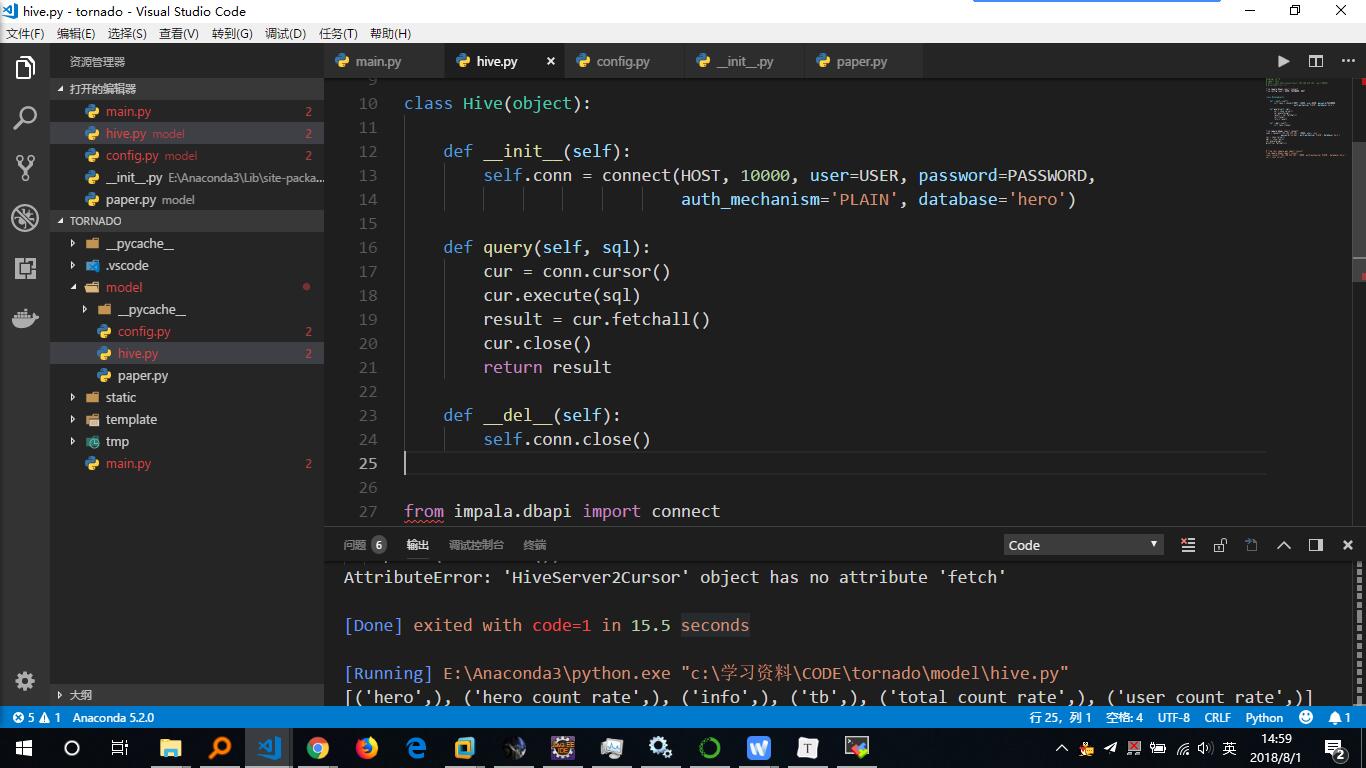 hive.py - tornado - Visual Studio Code
文件(F) 编辑(E) 选择(S) 查看(V) 转到(G) 调试(D) 任务(T) 帮助(H)
资源管理器
main.py hive.py config.py __init__.py paper.py
打开的编辑器
main.py 2
hive.py model 2
config.py model 2
__init__.py E:\Anaconda3\Lib\site-packa...
paper.py model
TORNADO
__pycache__
.vscode
model
__pycache__
config.py 2
hive.py 2
paper.py
static
template
tmp
main.py 2
大纲
9
10 class Hive(object):
11
12 def __init__(self):
13 self.conn = connect(HOST, 10000, user=USER, password=PASSWORD,
14 auth_mechanism='PLAIN', database='hero')
15
16 def query(self, sql):
17 cur = conn.cursor()
18 cur.execute(sql)
19 result = cur.fetchall()
20 cur.close()
21 return result
22
23 def __del__(self):
24 self.conn.close()
25
26
27 from impala.dbapi import connect
问题 6 输出 调试控制台 终端 Code
AttributeError: 'HiveServer2Cursor' object has no attribute 'fetch'
[Done] exited with code=1 in 15.5 seconds
[Running] E:\Anaconda3\python.exe "c:\学习资料\CODE\tornado\model\hive.py"
[('hero',), ('hero_count_rate',), ('info',), ('tb',), ('total_count_rate',), ('user_count_rate',)]
5 1 Anaconda 5.2.0 行 25，列 1 空格: 4 UTF-8 CRLF Python 1
英 14:59
2018/8/1 2